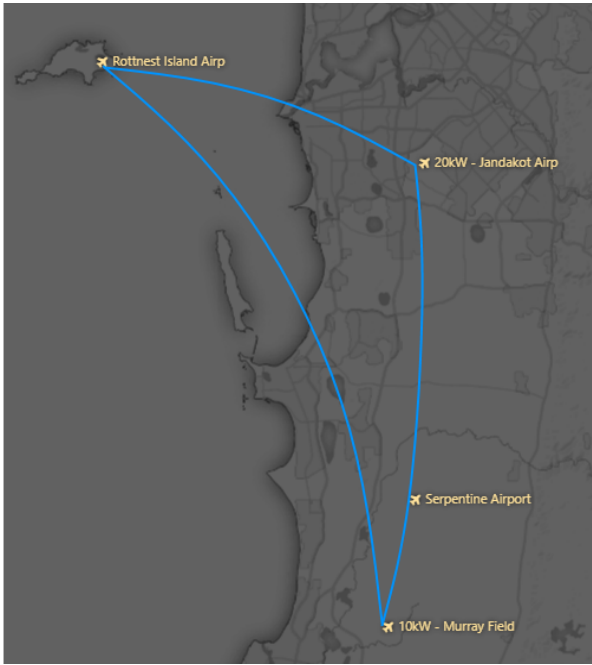 Rottnest Island Airp
20kW - Jandakot Airp
Serpentine Airport
10kW - Murray Field